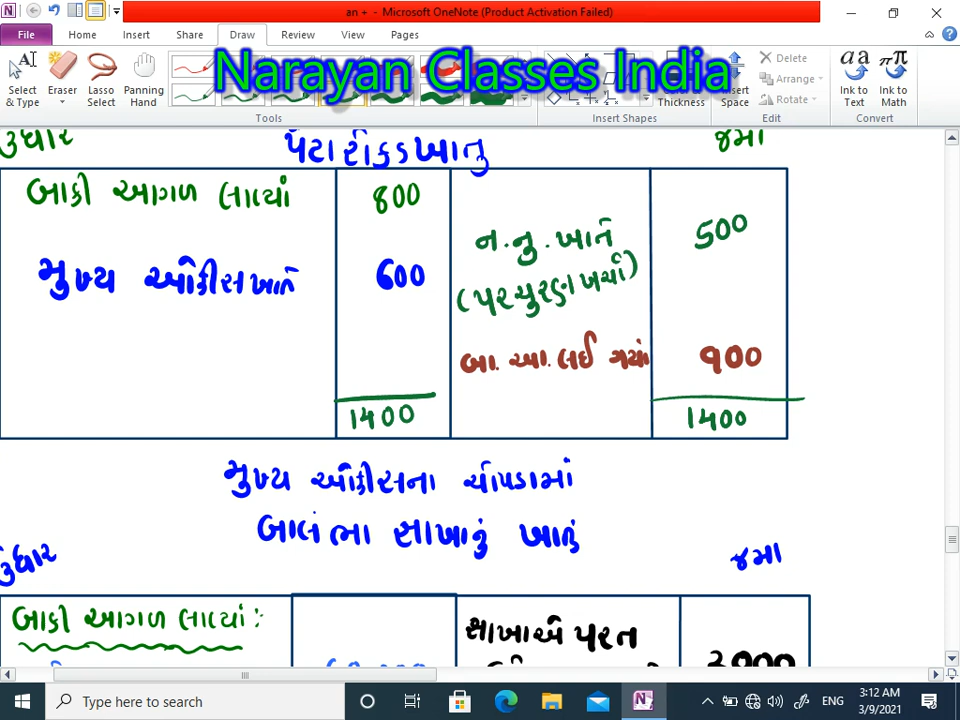 an + - Microsoft OneNote (Product Activation Failed)
File Home Insert Share Draw Review View Pages
Narayan Classes India
Select & Type
Eraser
Lasso Select
Panning Hand
Insert Space
Delete
Arrange
Rotate
Ink to Text
Ink to Math
Tools
Insert Shapes
Edit
Convert
ઉધાર પેટા રોકડ ખાતુ જમા
બાકી આગળ લાવ્યાં 800
ન.નુ.ખાતે 500
મુખ્ય ઓફીસ ખાતે 600
(પરચુરણ ખર્ચા)
બા.આ.લઈ ગયાં 900
1400 1400
મુખ્ય ઓફીસના ચોપડામાં
બાલંભા સાખાનું ખાતું
ઉધાર જમા
બાકી આગળ લાવ્યાં :-
સાખાએ પરત
Type here to search
ENG
3:12 AM
3/9/2021